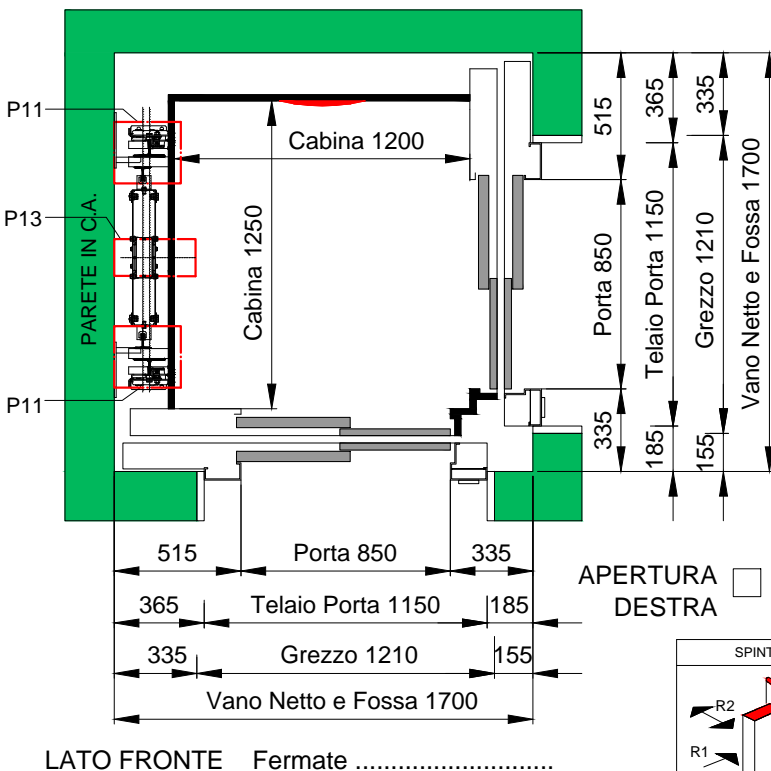 P11
P13
P11
PARETE IN C.A.
Cabina 1200
Cabina 1250
515
Porta 850
335
365
Telaio Porta 1150
185
335
Grezzo 1210
155
Vano Netto e Fossa 1700
515
Porta 850
335
365
Telaio Porta 1150
185
335
Grezzo 1210
155
Vano Netto e Fossa 1700
APERTURA
DESTRA
SPINT
R2
R1
LATO FRONTE Fermate ............................